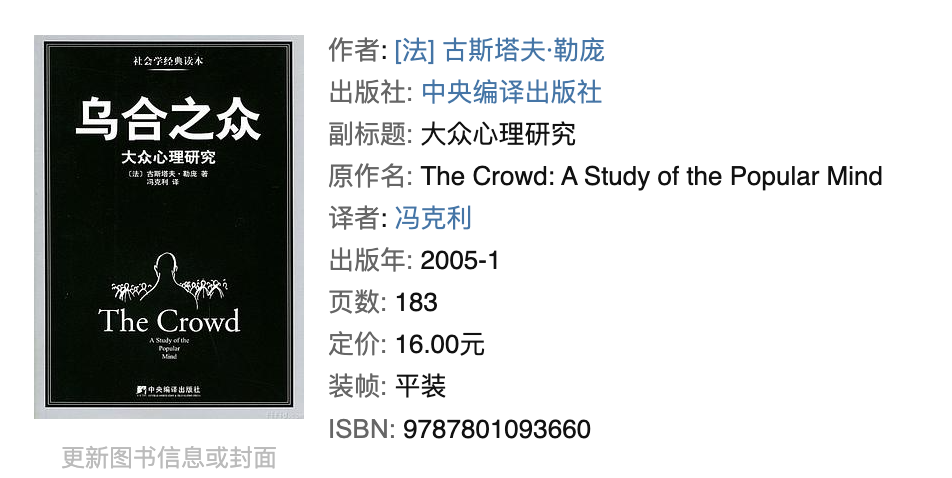 社会学经典读本
乌合之众
大众心理研究
〔法〕古斯塔夫·勒庞 著
冯克利 译
The Crowd
A Study of the
Popular
Mind
中央编译出版社
更新图书信息或封面
作者: [法] 古斯塔夫·勒庞
出版社: 中央编译出版社
副标题: 大众心理研究
原作名: The Crowd: A Study of the Popular Mind
译者: 冯克利
出版年: 2005-1
页数: 183
定价: 16.00元
装帧: 平装
ISBN: 9787801093660